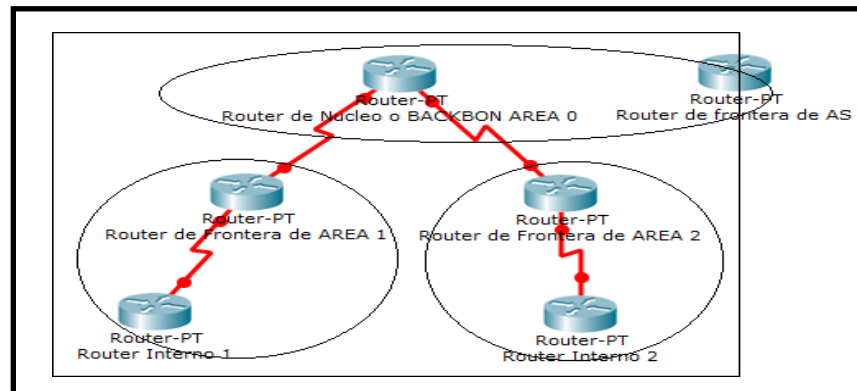 Router-PT
Router de Nucleo o BACKBON AREA 0
Router-PT
Router de frontera de AS
Router-PT
Router de Frontera de AREA 1
Router-PT
Router de Frontera de AREA 2
Router-PT
Router Interno 1
Router-PT
Router Interno 2